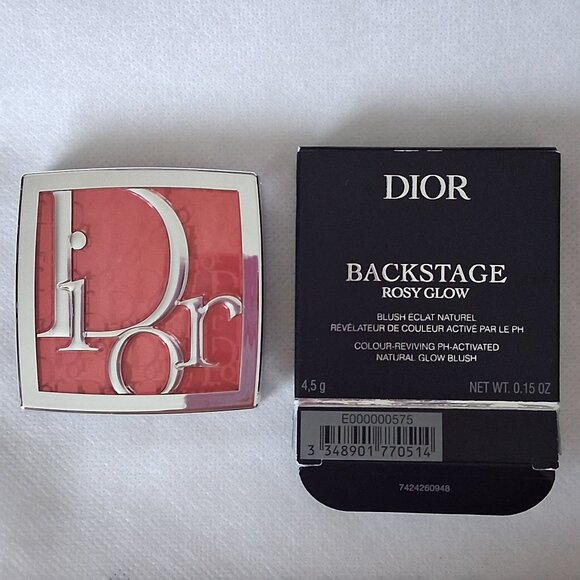 Dior
DIOR
BACKSTAGE
ROSY GLOW
BLUSH ÉCLAT NATUREL
RÉVÉLATEUR DE COULEUR ACTIVÉ PAR LE PH
COLOUR-REVIVING PH-ACTIVATED
NATURAL GLOW BLUSH
4,5 g NET WT. 0.15 OZ
E000000575
3 348901 770514
7424260948